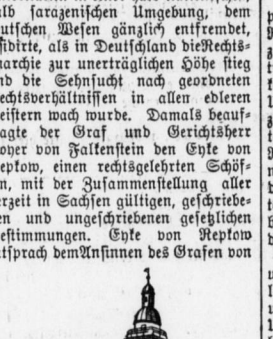 alb sarazenischen Umgebung, dem
utschen Wesen gänzlich entfremdet,
sidirte, als in Deutschland die Rechts-
archie zur unerträglichen Höhe stieg
nd die Sehnsucht nach geordneten
echtsverhältnissen in allen edleren
eistern wach wurde. Damals beauf-
agte der Graf und Gerichtsherr
oyer von Falkenstein den Eyke von
epkow, einen rechtsgelehrten Schöf-
n, mit der Zusammenstellung aller
rzeit in Sachsen gültigen, geschriebe-
en und ungeschriebenen gesetzlichen
estimmungen. Eyke von Repkow
tsprach dem Ansinnen des Grafen von